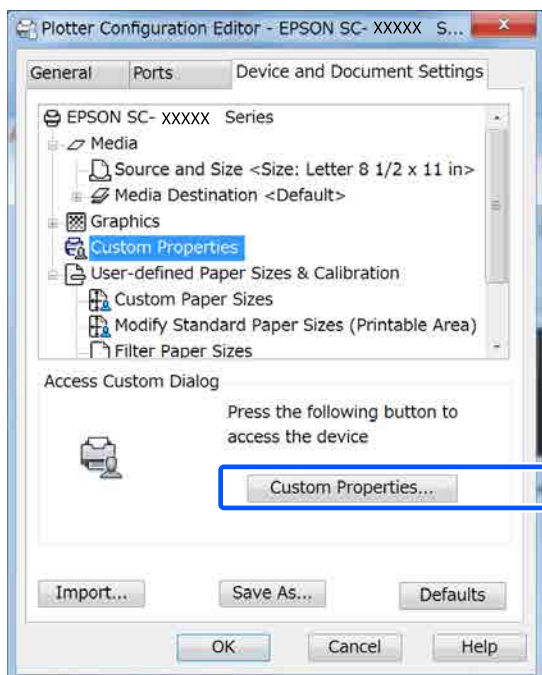 Plotter Configuration Editor - EPSON SC- XXXXX S...
General Ports Device and Document Settings
EPSON SC- XXXXX Series
Media
Source and Size <Size: Letter 8 1/2 x 11 in>
Media Destination <Default>
Graphics
Custom Properties
User-defined Paper Sizes & Calibration
Custom Paper Sizes
Modify Standard Paper Sizes (Printable Area)
Filter Paper Sizes
Access Custom Dialog
Press the following button to
access the device
Custom Properties...
Import... Save As... Defaults
OK Cancel Help